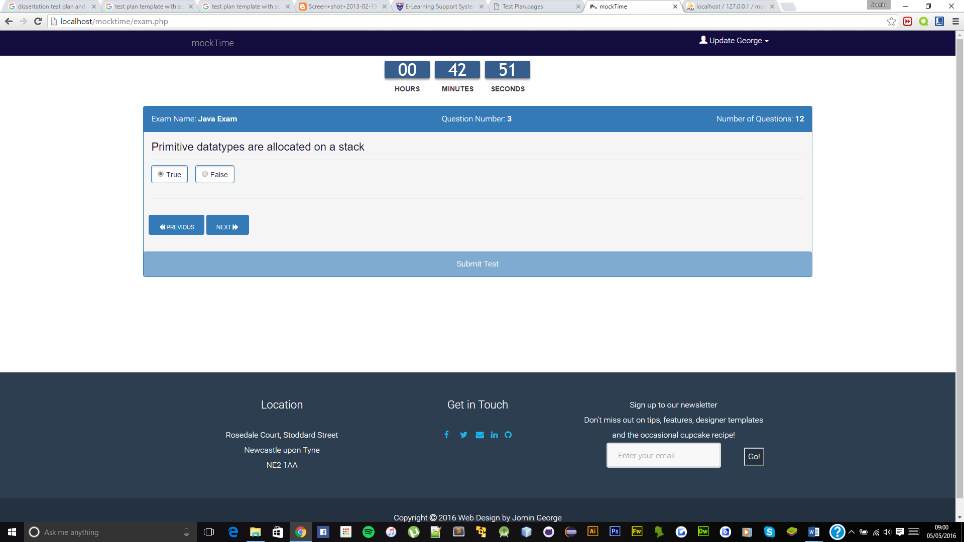 dissertation test plan and
test plan template with sc
test plan template with sc
Screen+shot+2013-02-19
E-Learning Support System
Test Plan.pages
mockTime
localhost / 127.0.0.1 / mo
localhost/mocktime/exam.php
mockTime
Update George
00 42 51
HOURS MINUTES SECONDS
Exam Name: Java Exam Question Number: 3 Number of Questions: 12
Primitive datatypes are allocated on a stack
True False
PREVIOUS NEXT
Submit Test
Location
Rosedale Court, Stoddard Street
Newcastle upon Tyne
NE2 1AA
Get in Touch
Sign up to our newsletter
Don't miss out on tips, features, designer templates
and the occasional cupcake recipe!
Enter your email Go!
Copyright © 2016 Web Design by Jomin George
Ask me anything
09:00
05/05/2016